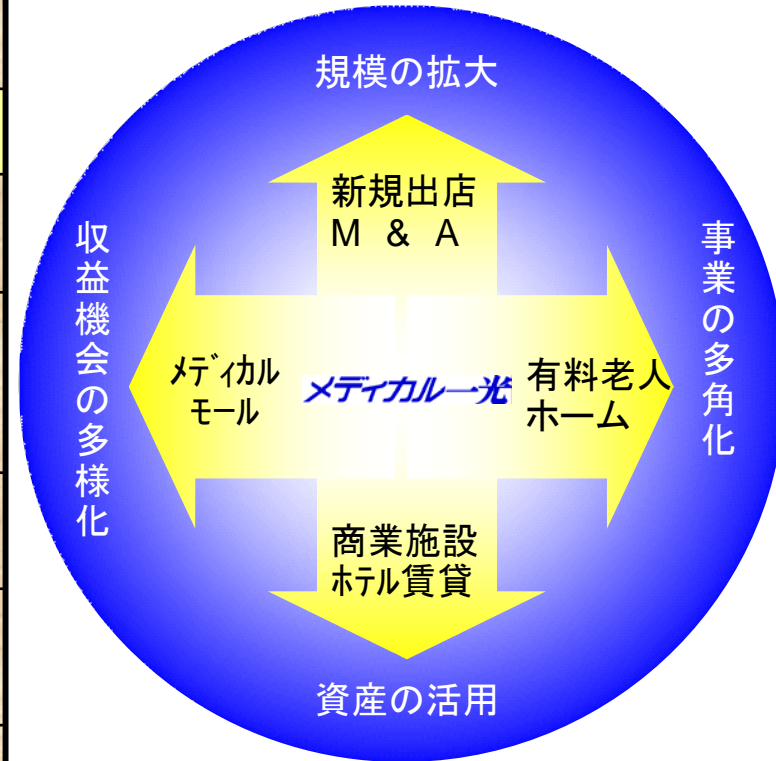 規模の拡大
新規出店
M & A
収益機会の多様化
メディカル
モール
メディカル一光
有料老人
ホーム
事業の多角化
商業施設
ホテル賃貸
資産の活用